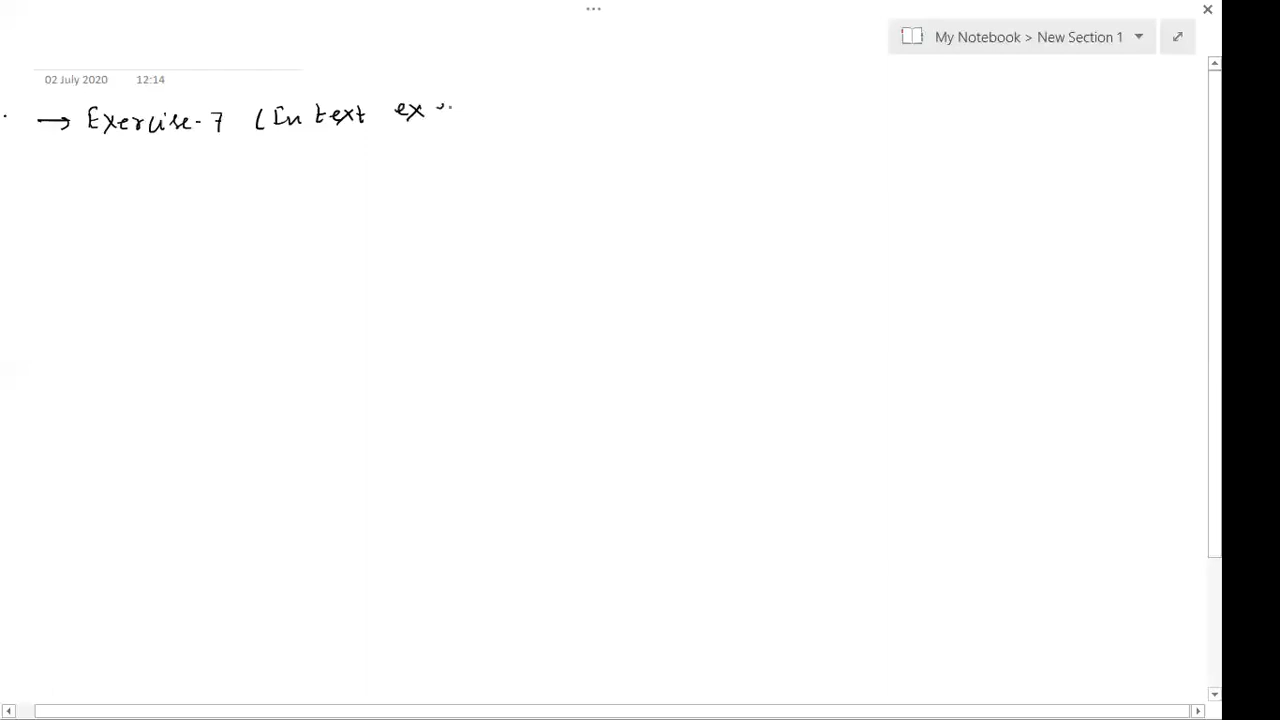 ...
My Notebook > New Section 1
02 July 2020 12:14
→ Exercise-7 (In text ex